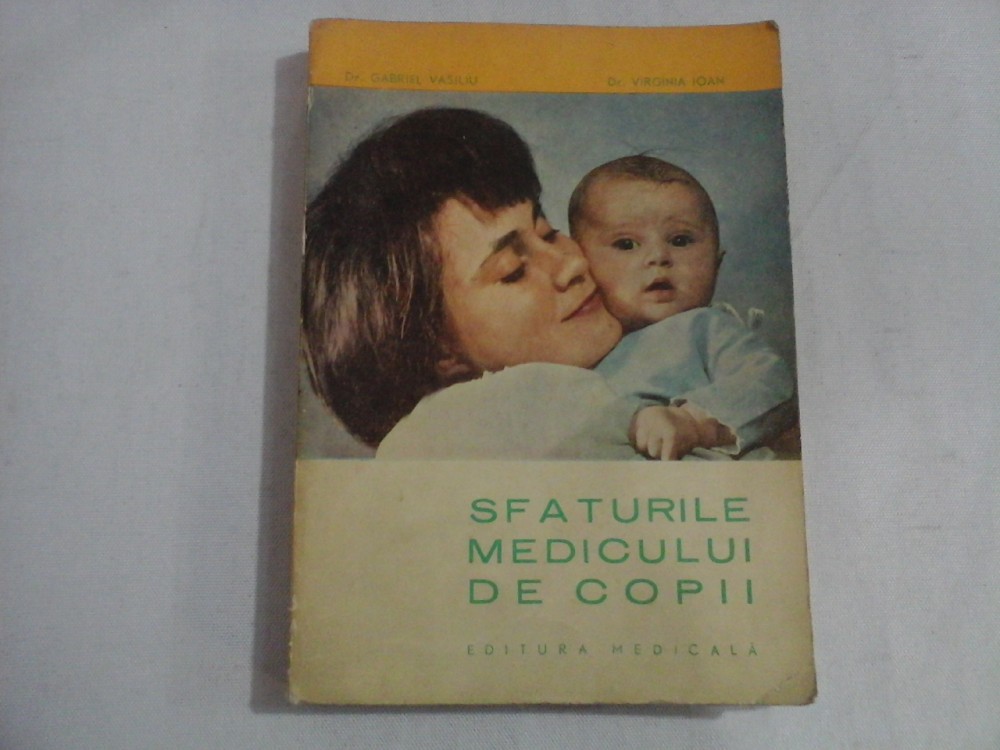 Dr. GABRIEL VASILIU
Dr. VIRGINIA IOAN
SFATURILE
MEDICULUI
DE COPII
EDITURA MEDICALĂ